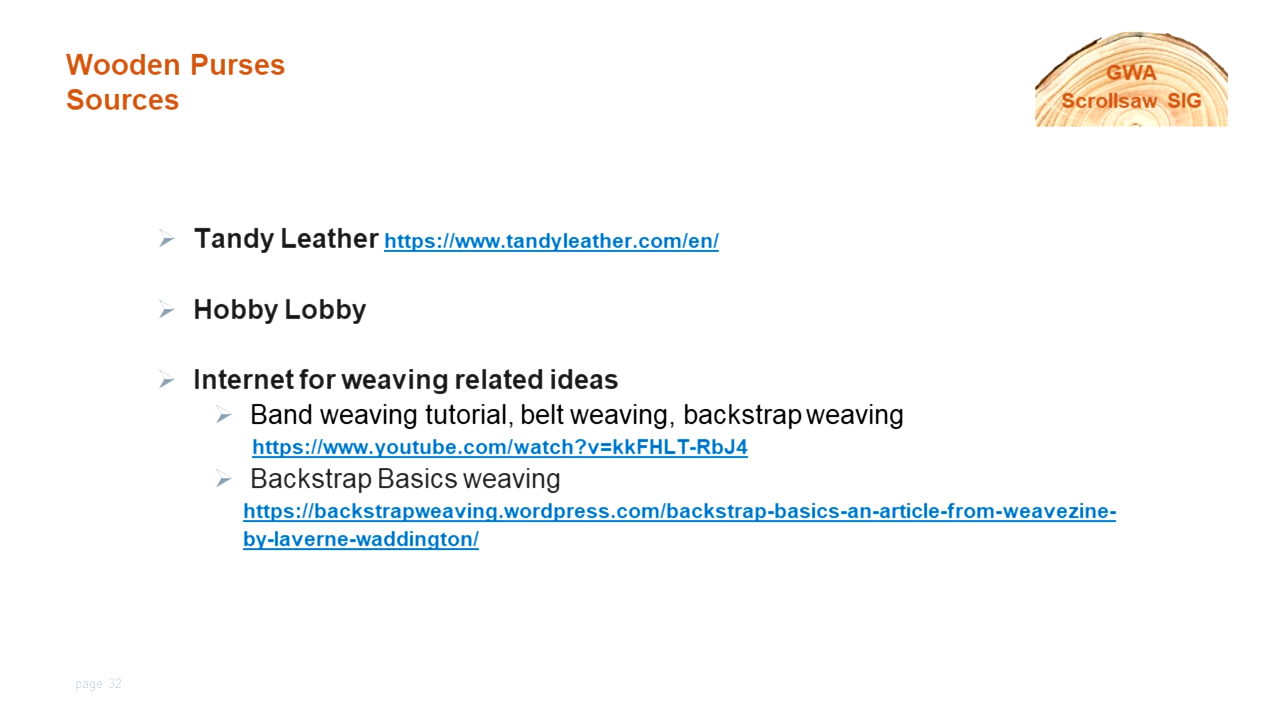 Wooden Purses
Sources
GWA
Scrollsaw SIG
Tandy Leather https://www.tandyleather.com/en/
Hobby Lobby
Internet for weaving related ideas
Band weaving tutorial, belt weaving, backstrap weaving
https://www.youtube.com/watch?v=kkFHLT-RbJ4
Backstrap Basics weaving
https://backstrapweaving.wordpress.com/backstrap-basics-an-article-from-weavezine-
by-laverne-waddington/
page 32